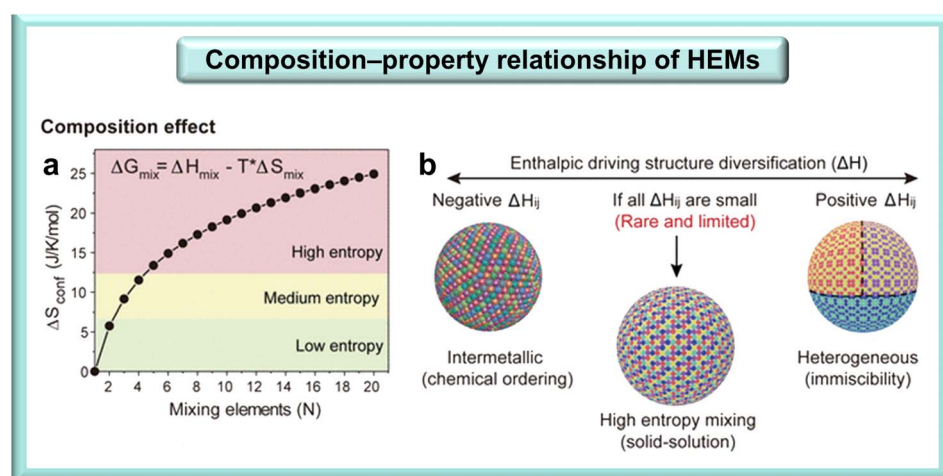 Composition–property relationship of HEMs
Composition effect
a
ΔGmix= ΔHmix - T*ΔSmix
High entropy
Medium entropy
Low entropy
ΔSconf (J/K/mol)
25
20
15
10
5
0
2 4 6 8 10 12 14 16 18 20
Mixing elements (N)
b
Enthalpic driving structure diversification (ΔH)
Negative ΔHij
If all ΔHij are small
(Rare and limited)
Positive ΔHij
Intermetallic
(chemical ordering)
High entropy mixing
(solid-solution)
Heterogeneous
(immiscibility)